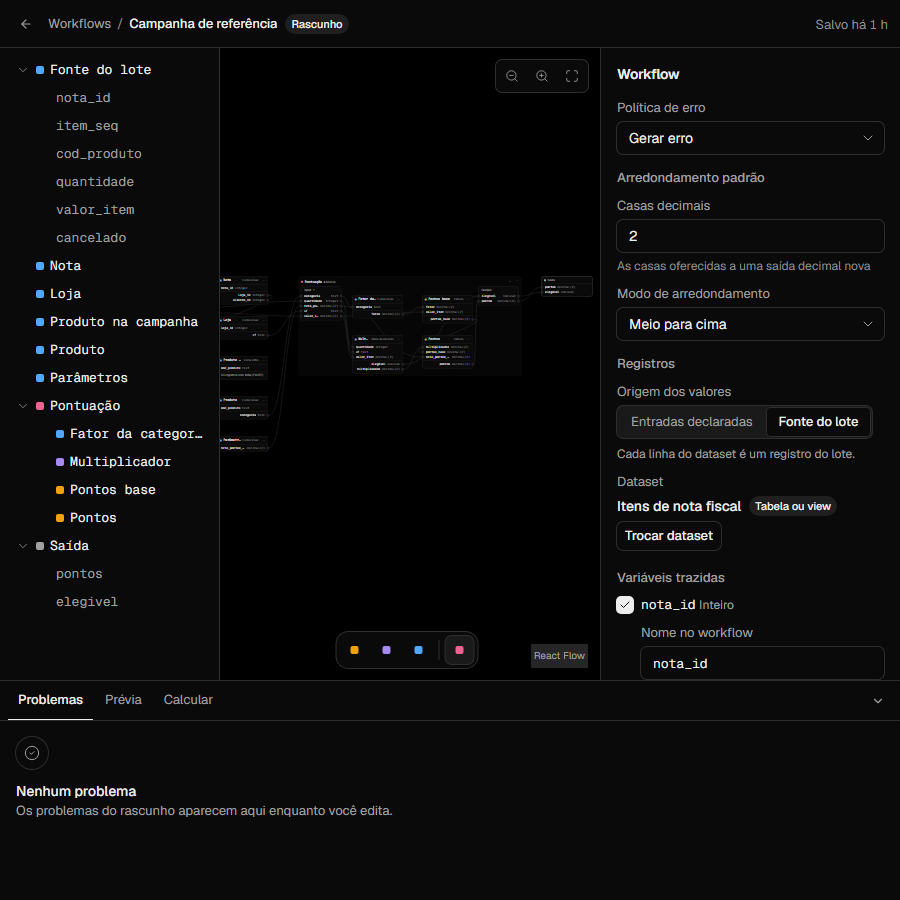 Workflows / Campanha de referência Rascunho
Salvo há 1 h
Fonte do lote
nota_id
item_seq
cod_produto
quantidade
valor_item
cancelado
Nota
Loja
Produto na campanha
Produto
Parâmetros
Pontuação
Fator da categor…
Multiplicador
Pontos base
Pontos
Saída
pontos
elegivel
React Flow
Workflow
Política de erro
Gerar erro
Arredondamento padrão
Casas decimais
2
As casas oferecidas a uma saída decimal nova
Modo de arredondamento
Meio para cima
Registros
Origem dos valores
Entradas declaradas Fonte do lote
Cada linha do dataset é um registro do lote.
Dataset
Itens de nota fiscal Tabela ou view
Trocar dataset
Variáveis trazidas
nota_id Inteiro
Nome no workflow
nota_id
Problemas Prévia Calcular
Nenhum problema
Os problemas do rascunho aparecem aqui enquanto você edita.